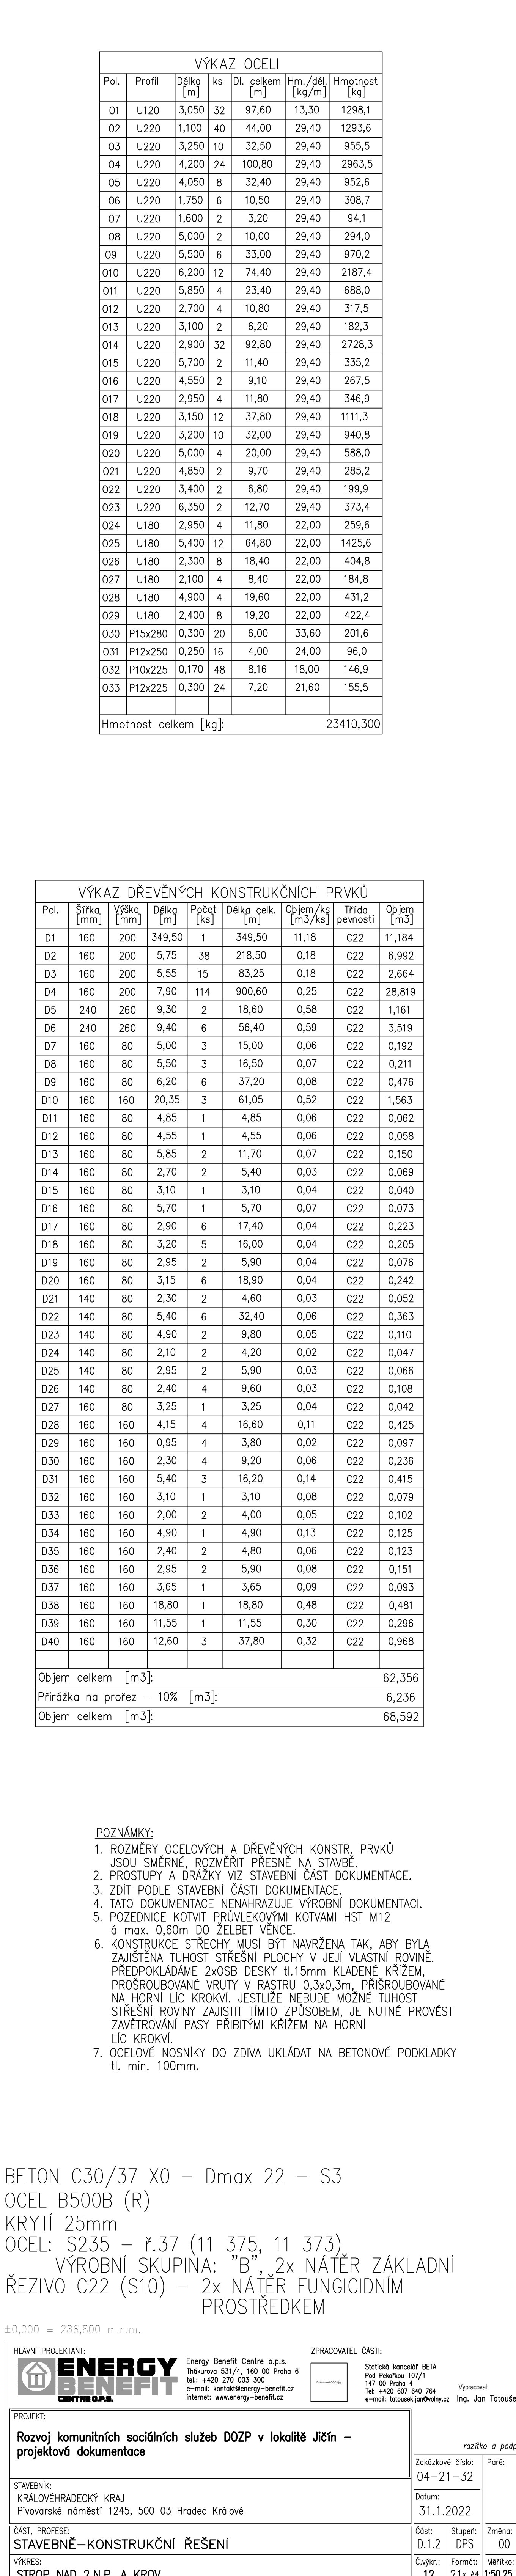 VÝKAZ OCELI
Pol. Profil Délka [m] ks Dl. celkem [m] Hm./dél. [kg/m] Hmotnost [kg]
O1 U120 3,050 32 97,60 13,30 1298,1
O2 U220 1,100 40 44,00 29,40 1293,6
O3 U220 3,250 10 32,50 29,40 955,5
O4 U220 4,200 24 100,80 29,40 2963,5
O5 U220 4,050 8 32,40 29,40 952,6
O6 U220 1,750 6 10,50 29,40 308,7
O7 U220 1,600 2 3,20 29,40 94,1
O8 U220 5,000 2 10,00 29,40 294,0
O9 U220 5,500 6 33,00 29,40 970,2
O10 U220 6,200 12 74,40 29,40 2187,4
O11 U220 5,850 4 23,40 29,40 688,0
O12 U220 2,700 4 10,80 29,40 317,5
O13 U220 3,100 2 6,20 29,40 182,3
O14 U220 2,900 32 92,80 29,40 2728,3
O15 U220 5,700 2 11,40 29,40 335,2
O16 U220 4,550 2 9,10 29,40 267,5
O17 U220 2,950 4 11,80 29,40 346,9
O18 U220 3,150 12 37,80 29,40 1111,3
O19 U220 3,200 10 32,00 29,40 940,8
O20 U220 5,000 4 20,00 29,40 588,0
O21 U220 4,850 2 9,70 29,40 285,2
O22 U220 3,400 2 6,80 29,40 199,9
O23 U220 6,350 2 12,70 29,40 373,4
O24 U180 2,950 4 11,80 22,00 259,6
O25 U180 5,400 12 64,80 22,00 1425,6
O26 U180 2,300 8 18,40 22,00 404,8
O27 U180 2,100 4 8,40 22,00 184,8
O28 U180 4,900 4 19,60 22,00 431,2
O29 U180 2,400 8 19,20 22,00 422,4
O30 P15x280 0,300 20 6,00 33,60 201,6
O31 P12x250 0,250 16 4,00 24,00 96,0
O32 P10x225 0,170 48 8,16 18,00 146,9
O33 P12x225 0,300 24 7,20 21,60 155,5
Hmotnost celkem [kg]: 23410,300
VÝKAZ DŘEVĚNÝCH KONSTRUKČNÍCH PRVKŮ
Pol. Šířka [mm] Výška [mm] Délka [m] Počet [ks] Délka celk. [m] Objem/ks [m3/ks] Třída pevnosti Objem [m3]
D1 160 200 349,50 1 349,50 11,18 C22 11,184
D2 160 200 5,75 38 218,50 0,18 C22 6,992
D3 160 200 5,55 15 83,25 0,18 C22 2,664
D4 160 200 7,90 114 900,60 0,25 C22 28,819
D5 240 260 9,30 2 18,60 0,58 C22 1,161
D6 240 260 9,40 6 56,40 0,59 C22 3,519
D7 160 80 5,00 3 15,00 0,06 C22 0,192
D8 160 80 5,50 3 16,50 0,07 C22 0,211
D9 160 80 6,20 6 37,20 0,08 C22 0,476
D10 160 160 20,35 3 61,05 0,52 C22 1,563
D11 160 80 4,85 1 4,85 0,06 C22 0,062
D12 160 80 4,55 1 4,55 0,06 C22 0,058
D13 160 80 5,85 2 11,70 0,07 C22 0,150
D14 160 80 2,70 2 5,40 0,03 C22 0,069
D15 160 80 3,10 1 3,10 0,04 C22 0,040
D16 160 80 5,70 1 5,70 0,07 C22 0,073
D17 160 80 2,90 6 17,40 0,04 C22 0,223
D18 160 80 3,20 5 16,00 0,04 C22 0,205
D19 160 80 2,95 2 5,90 0,04 C22 0,076
D20 160 80 3,15 6 18,90 0,04 C22 0,242
D21 140 80 2,30 2 4,60 0,03 C22 0,052
D22 140 80 5,40 6 32,40 0,06 C22 0,363
D23 140 80 4,90 2 9,80 0,05 C22 0,110
D24 140 80 2,10 2 4,20 0,02 C22 0,047
D25 140 80 2,95 2 5,90 0,03 C22 0,066
D26 140 80 2,40 4 9,60 0,03 C22 0,108
D27 160 80 3,25 1 3,25 0,04 C22 0,042
D28 160 160 4,15 4 16,60 0,11 C22 0,425
D29 160 160 0,95 4 3,80 0,02 C22 0,097
D30 160 160 2,30 4 9,20 0,06 C22 0,236
D31 160 160 5,40 3 16,20 0,14 C22 0,415
D32 160 160 3,10 1 3,10 0,08 C22 0,079
D33 160 160 2,00 2 4,00 0,05 C22 0,102
D34 160 160 4,90 1 4,90 0,13 C22 0,125
D35 160 160 2,40 2 4,80 0,06 C22 0,123
D36 160 160 2,95 2 5,90 0,08 C22 0,151
D37 160 160 3,65 1 3,65 0,09 C22 0,093
D38 160 160 18,80 1 18,80 0,48 C22 0,481
D39 160 160 11,55 1 11,55 0,30 C22 0,296
D40 160 160 12,60 3 37,80 0,32 C22 0,968
Objem celkem [m3]: 62,356
Přirážka na prořez – 10% [m3]: 6,236
Objem celkem [m3]: 68,592
POZNÁMKY:
1. ROZMĚRY OCELOVÝCH A DŘEVĚNÝCH KONSTR. PRVKŮ
JSOU SMĚRNÉ, ROZMĚŘIT PŘESNĚ NA STAVBĚ.
2. PROSTUPY A DRÁŽKY VIZ STAVEBNÍ ČÁST DOKUMENTACE.
3. ZDÍT PODLE STAVEBNÍ ČÁSTI DOKUMENTACE.
4. TATO DOKUMENTACE NENAHRAZUJE VÝROBNÍ DOKUMENTACI.
5. POZEDNICE KOTVIT PRŮVLEKOVÝMI KOTVAMI HST M12
á max. 0,60m DO ŽELBET VĚNCE.
6. KONSTRUKCE STŘECHY MUSÍ BÝT NAVRŽENA TAK, ABY BYLA
ZAJIŠTĚNA TUHOST STŘEŠNÍ PLOCHY V JEJÍ VLASTNÍ ROVINĚ.
PŘEDPOKLÁDÁME 2xOSB DESKY tl.15mm KLADENÉ KŘÍŽEM,
PROŠROUBOVANÉ VRUTY V RASTRU 0,3x0,3m, PŘIŠROUBOVANÉ
NA HORNÍ LÍC KROKVÍ. JESTLIŽE NEBUDE MOŽNÉ TUHOST
STŘEŠNÍ ROVINY ZAJISTIT TÍMTO ZPŮSOBEM, JE NUTNÉ PROVÉST
ZAVĚTROVÁNÍ PASY PŘIBITÝMI KŘÍŽEM NA HORNÍ
LÍC KROKVÍ.
7. OCELOVÉ NOSNÍKY DO ZDIVA UKLÁDAT NA BETONOVÉ PODKLADKY
tl. min. 100mm.
BETON C30/37 X0 – Dmax 22 – S3
OCEL B500B (R)
KRYTÍ 25mm
OCEL: S235 – ř.37 (11 375, 11 373)
VÝROBNÍ SKUPINA: "B", 2x NÁTĚR ZÁKLADNÍ
ŘEZIVO C22 (S10) – 2x NÁTĚR FUNGICIDNÍM
PROSTŘEDKEM
±0,000 = 286,800 m.n.m.
HLAVNÍ PROJEKTANT:
ENERGY BENEFIT CENTRE O.P.S.
Energy Benefit Centre o.p.s.
Thákurova 531/4, 160 00 Praha 6
tel.: +420 270 003 300
e-mail: kontakt@energy-benefit.cz
internet: www.energy-benefit.cz
ZPRACOVATEL ČÁSTI:
Statická kancelář BETA
Pod Pekařkou 107/1
147 00 Praha 4
Tel: +420 607 640 764
e-mail: tatousek.jan@volny.cz
Vypracoval:
Ing. Jan Tatouše
razítko a podp
PROJEKT:
Rozvoj komunitních sociálních služeb DOZP v lokalitě Jičín –
projektová dokumentace
Zakázkové číslo: 04-21-32
Paré:
STAVEBNÍK:
KRÁLOVÉHRADECKÝ KRAJ
Pivovarské náměstí 1245, 500 03 Hradec Králové
Datum: 31.1.2022
ČÁST, PROFESE:
STAVEBNĚ-KONSTRUKČNÍ ŘEŠENÍ
Část: D.1.2
Stupeň: DPS
Změna: 00
VÝKRES:
STROP NAD 2.N.P. A KROV
Č.výkr.: 12
Formát: 21x A4
Měřítko: 1:50,25